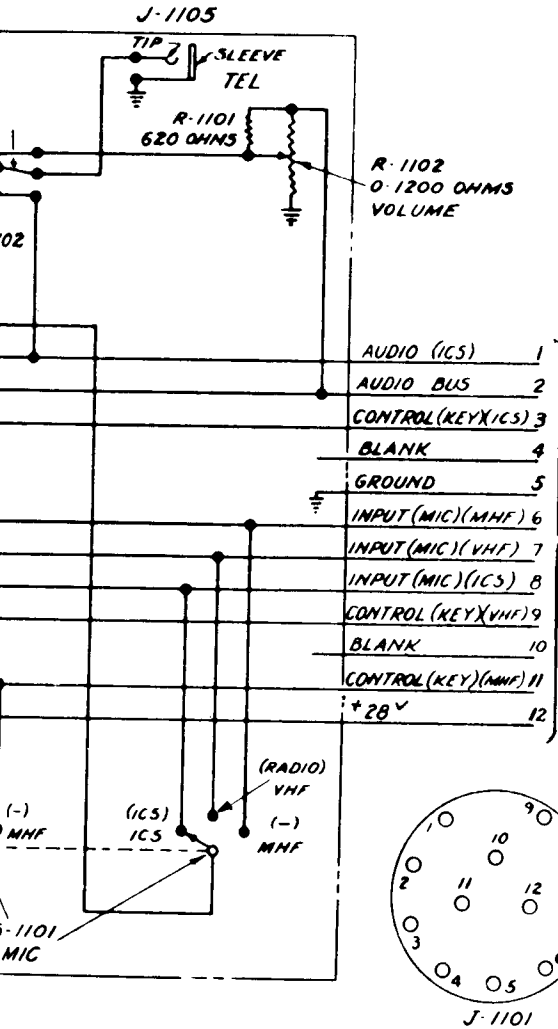 J-1105
TIP
SLEEVE
TEL
R-1101
620 OHMS
R-1102
0-1200 OHMS
VOLUME
02
AUDIO (ICS) 1
AUDIO BUS 2
CONTROL(KEY)(ICS) 3
BLANK 4
GROUND 5
INPUT(MIC)(MHF) 6
INPUT(MIC)(VHF) 7
INPUT(MIC)(ICS) 8
CONTROL(KEY)(VHF) 9
BLANK 10
CONTROL(KEY)(MHF) 11
+28 V 12
(RADIO)
VHF
(ICS)
ICS
(-)
MHF
(-)
MHF
-1101
MIC
1
9
10
2
11
12
3
4
5
J-1101